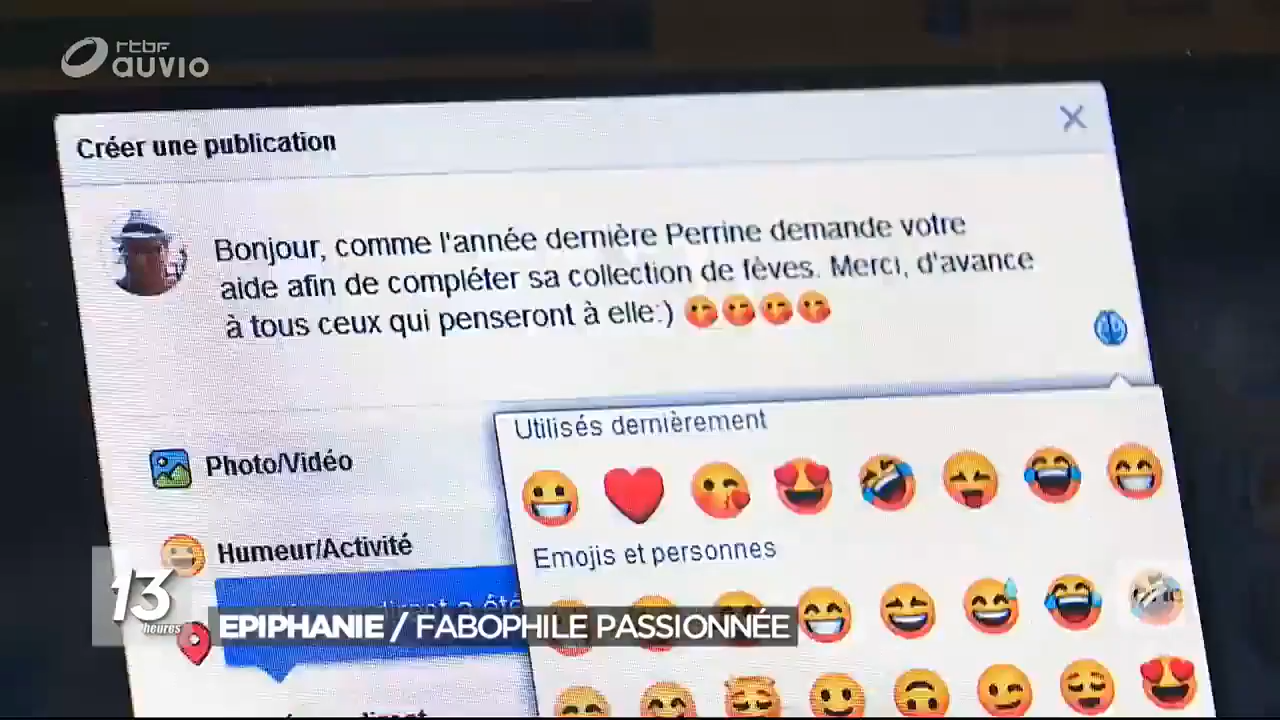 rtbf
auvio
Créer une publication
Bonjour, comme l'année dernière Perrine demande votre
aide afin de compléter sa collection de fèves. Merci, d'avance
à tous ceux qui penseront à elle:)
Utilisés dernièrement
Photo/Vidéo
Emojis et personnes
Humeur/Activité
a été
13
heures
EPIPHANIE / FABOPHILE PASSIONNÉE